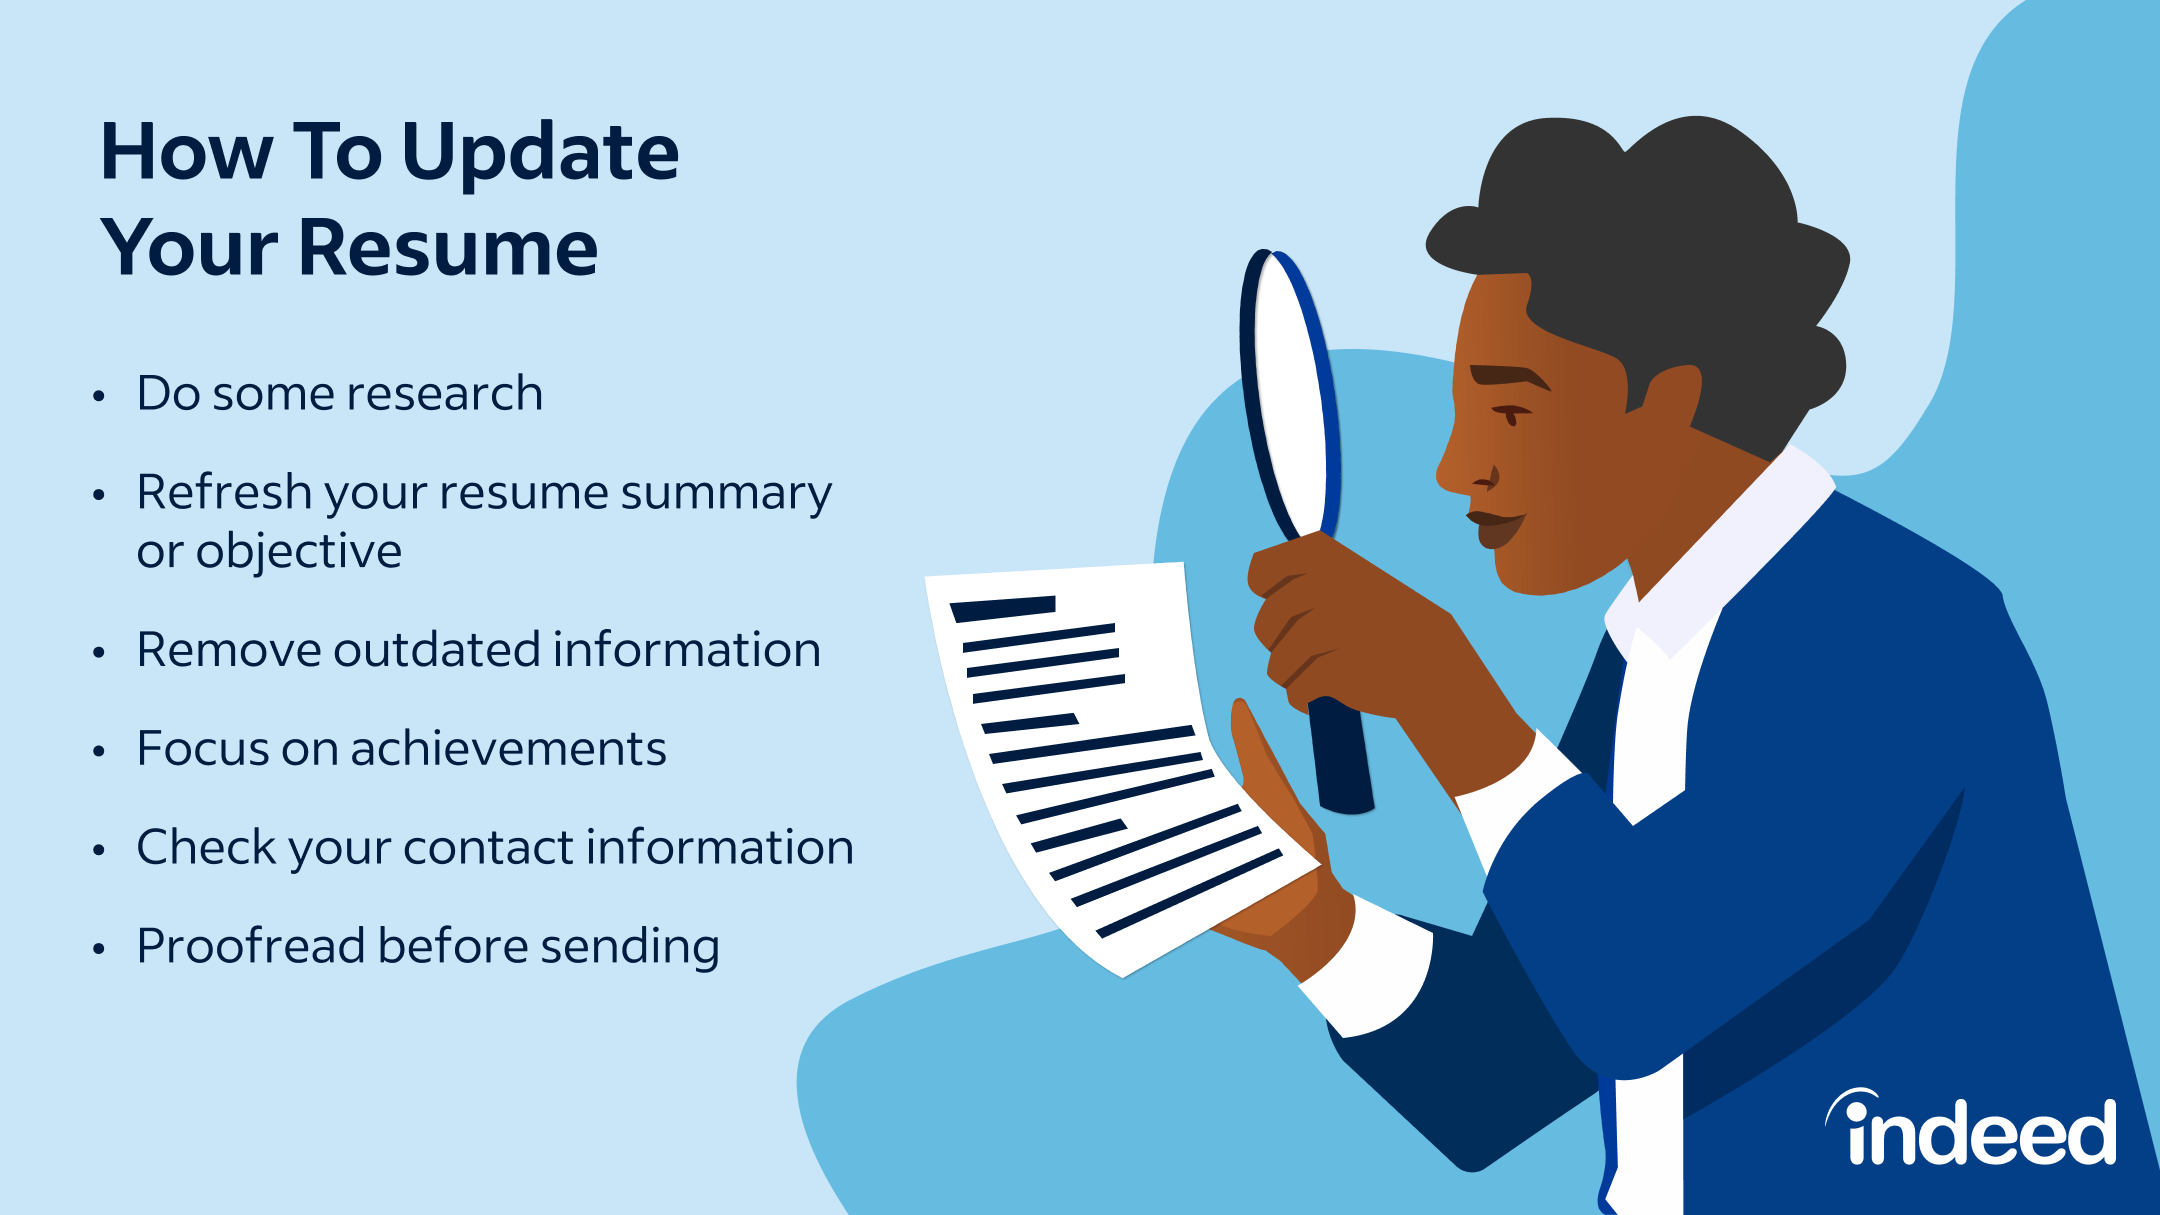 How To Update
Your Resume
• Do some research
• Refresh your resume summary
or objective
• Remove outdated information
• Focus on achievements
• Check your contact information
• Proofread before sending
indeed